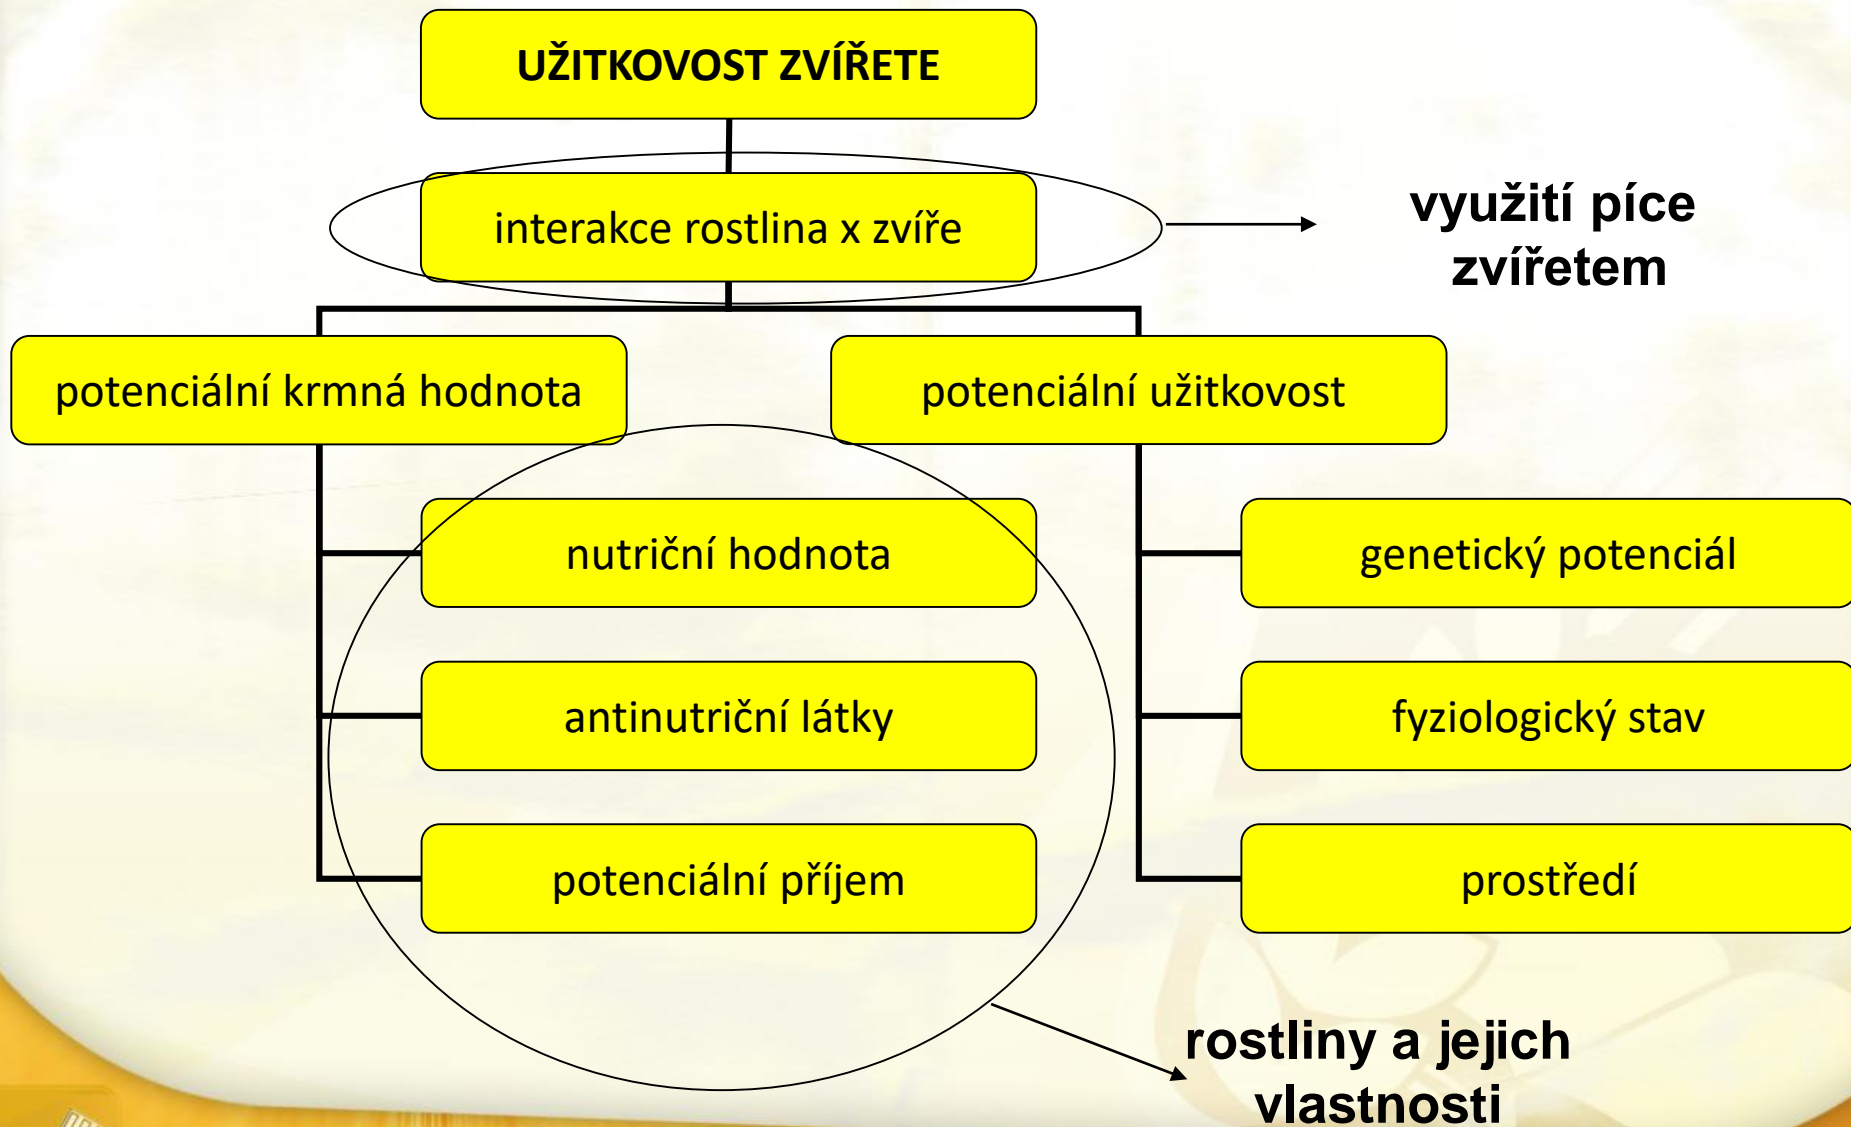 UŽITKOVOST ZVÍŘETE
interakce rostlina x zvíře
využití píce
zvířetem
potenciální krmná hodnota
potenciální užitkovost
nutriční hodnota
genetický potenciál
antinutriční látky
fyziologický stav
potenciální příjem
prostředí
rostliny a jejich
vlastnosti